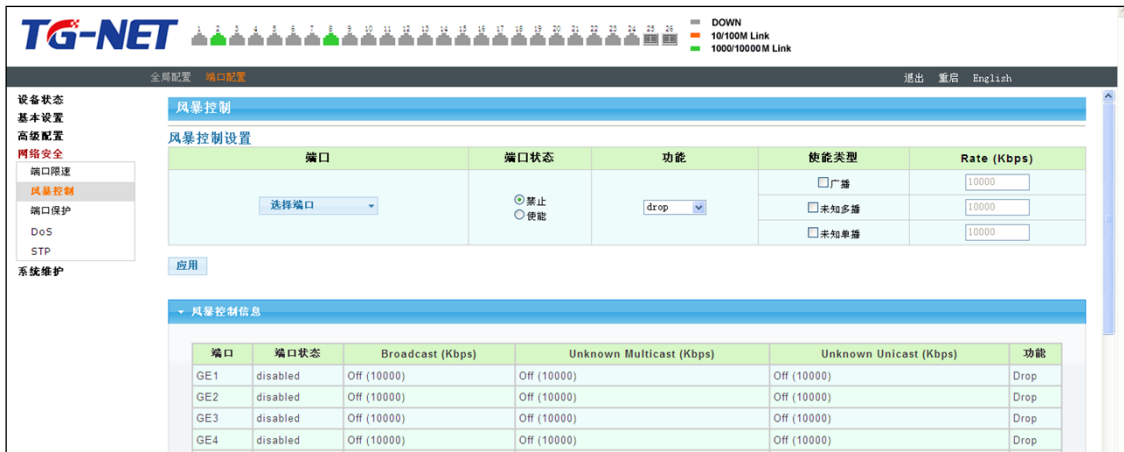 TG-NET
1 2 3 4 5 6 7 8 9 10 11 12 13 14 15 16 17 18 19 20 21 22 23 24 25 26
DOWN
10/100M Link
1000/10000M Link
全局配置 端口配置 退出 重启 English
设备状态
基本设置
高级配置
网络安全
端口限速
风暴控制
端口保护
DoS
STP
系统维护
风暴控制
风暴控制设置
端口 端口状态 功能 使能类型 Rate (Kbps)
选择端口
禁止
使能
drop
广播 10000
未知多播 10000
未知单播 10000
应用
风暴控制信息
端口 端口状态 Broadcast (Kbps) Unknown Multicast (Kbps) Unknown Unicast (Kbps) 功能
GE1 disabled Off (10000) Off (10000) Off (10000) Drop
GE2 disabled Off (10000) Off (10000) Off (10000) Drop
GE3 disabled Off (10000) Off (10000) Off (10000) Drop
GE4 disabled Off (10000) Off (10000) Off (10000) Drop